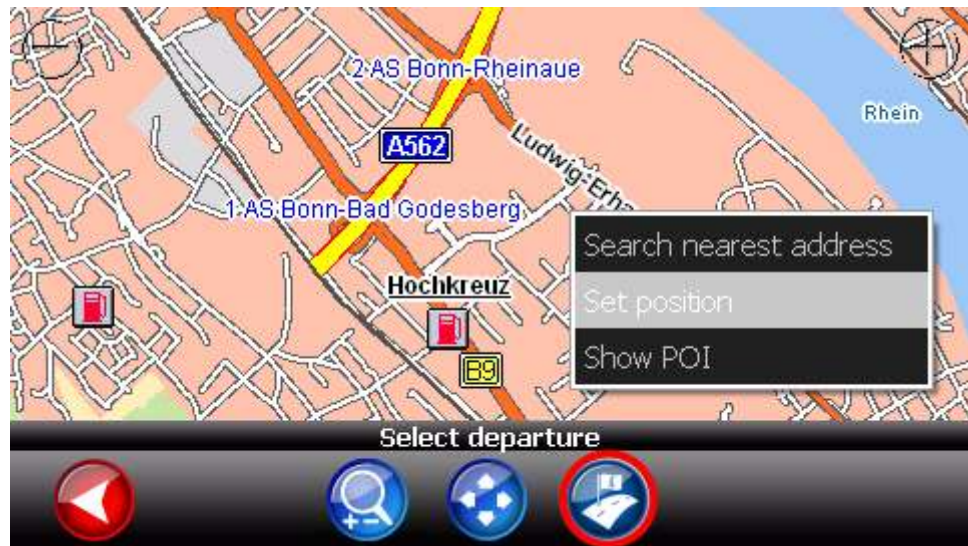 2 AS Bonn-Rheinaue
Rhein
A562
Ludwig-Erha
1 AS Bonn-Bad Godesberg
Search nearest address
Hochkreuz
Set position
Show POI
B9
Select departure